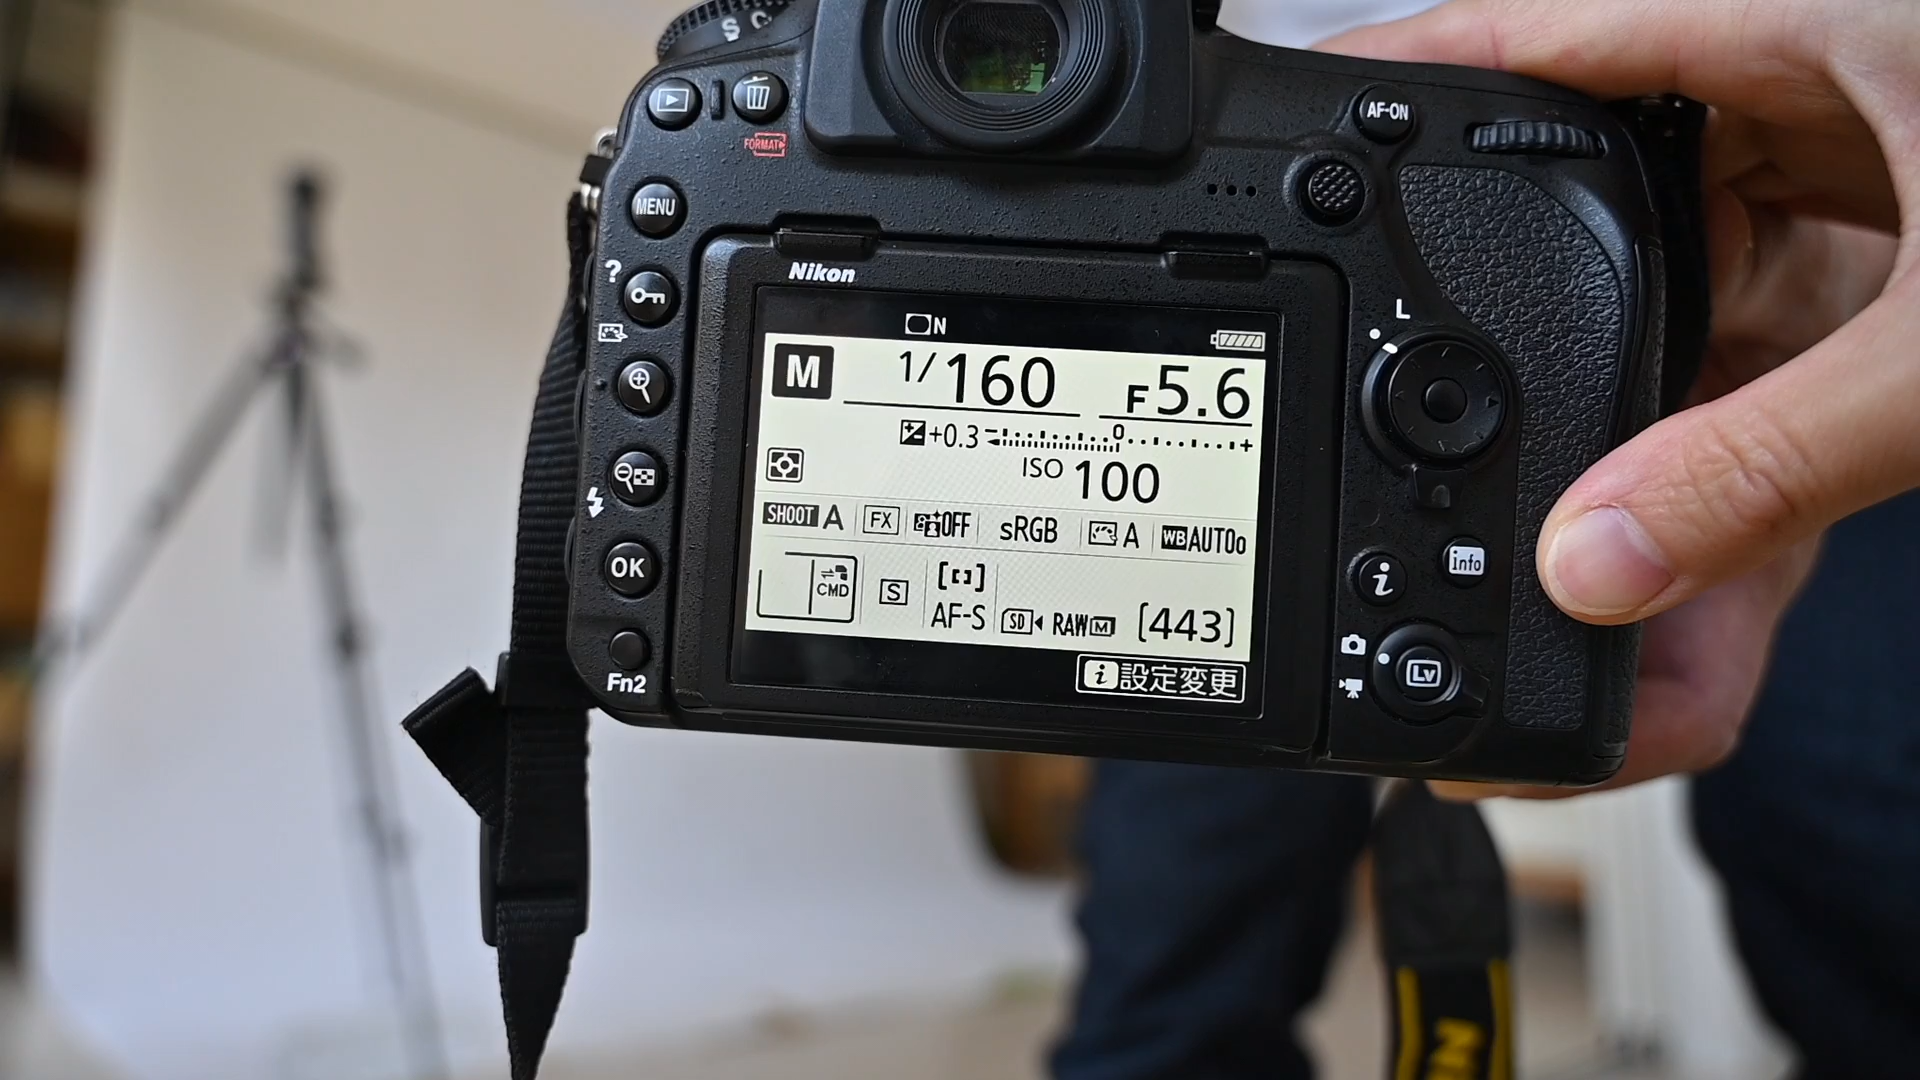 S C
AF-ON
FORMAT
MENU
Nikon
?
L
N
M 1/160 F5.6
+0.3 - 0 +
ISO 100
SHOOT A FX OFF sRGB A WB AUTO0
CMD S [[ ]] AF-S SD RAW M [443]
i 設定変更
OK
Fn2
i info
Lv